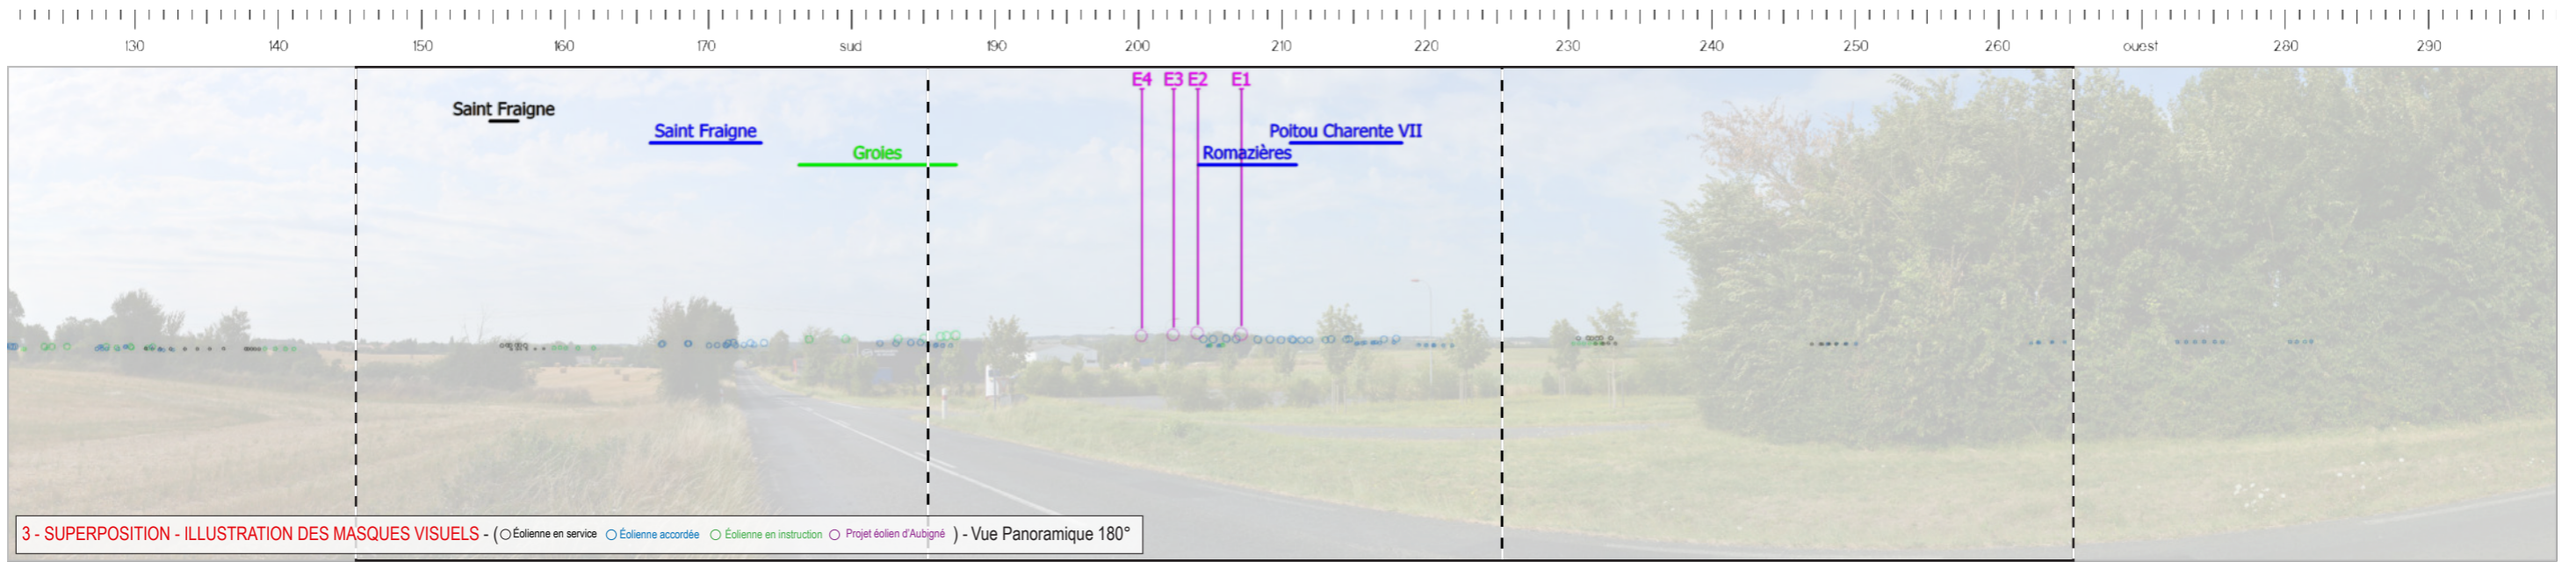 130 140 150 160 170 sud 190 200 210 220 230 240 250 260 ouest 280 290
E4 E3 E2 E1
Saint Fraigne
Saint Fraigne
Poitou Charente VII
Groies
Romazières
3 - SUPERPOSITION - ILLUSTRATION DES MASQUES VISUELS - ( Éolienne en service Éolienne accordée Éolienne en instruction Projet éolien d'Aubigné ) - Vue Panoramique 180°